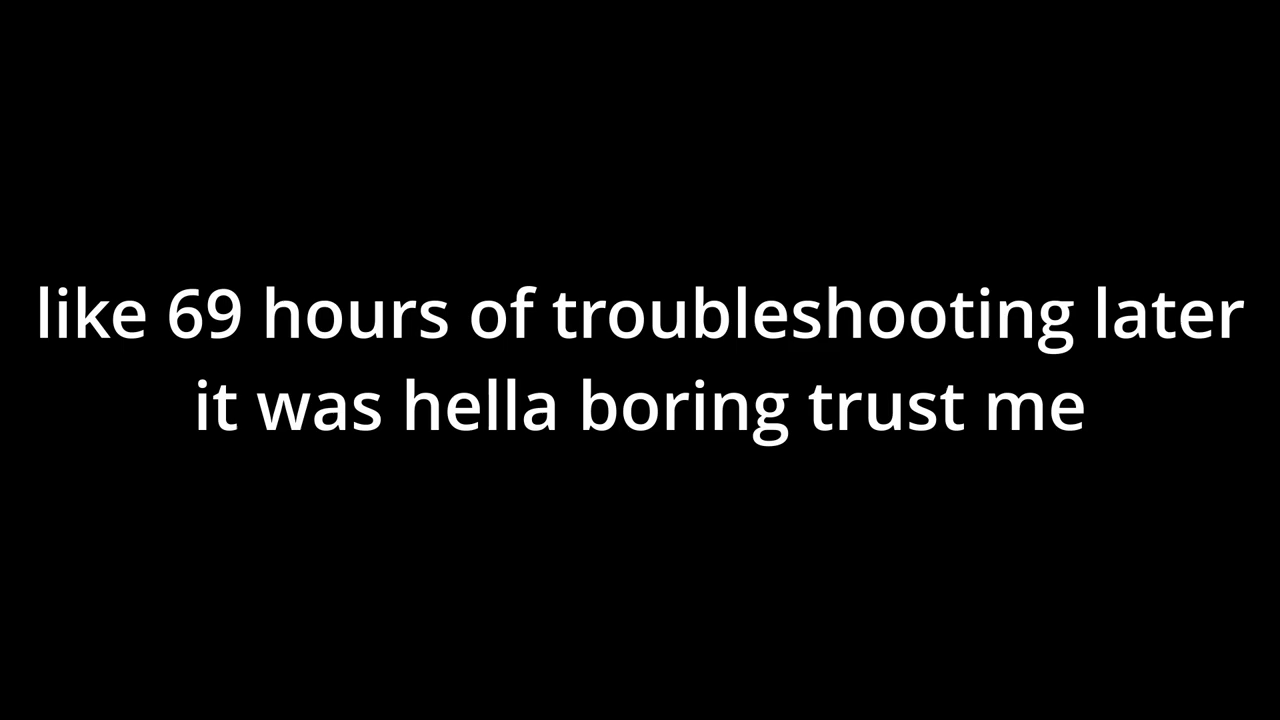 like 69 hours of troubleshooting later
it was hella boring trust me